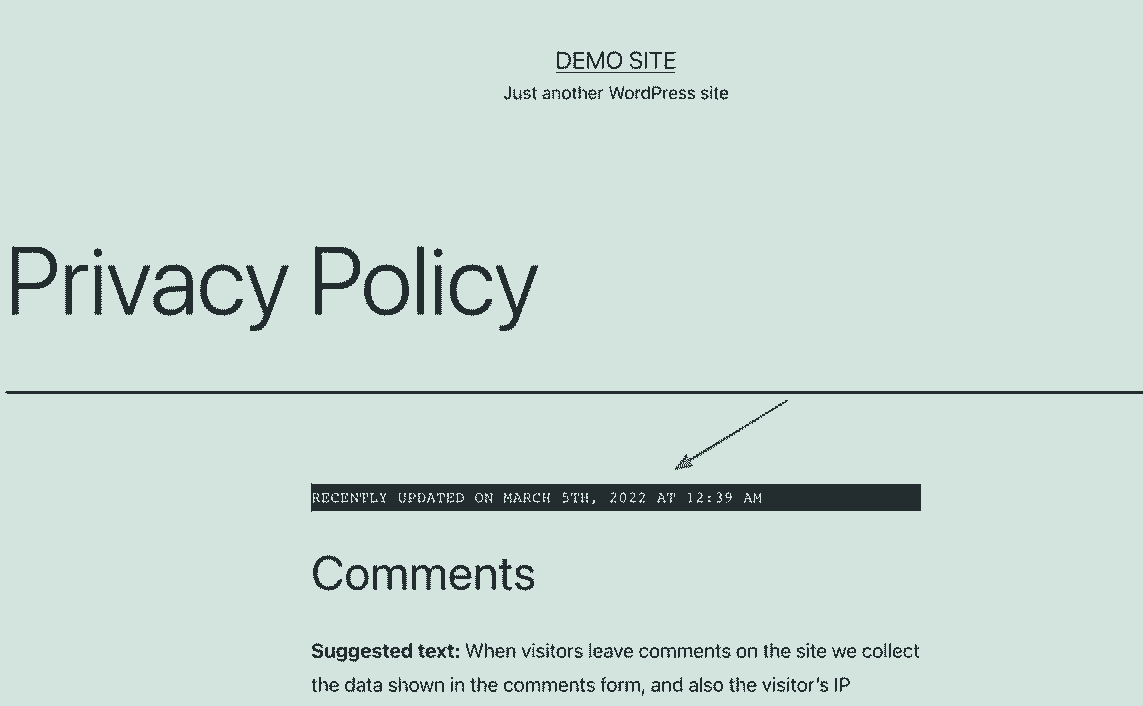 DEMO SITE
Just another WordPress site
Privacy Policy
RECENTLY UPDATED ON MARCH 5TH, 2022 AT 12:39 AM
Comments
Suggested text: When visitors leave comments on the site we collect
the data shown in the comments form, and also the visitor’s IP